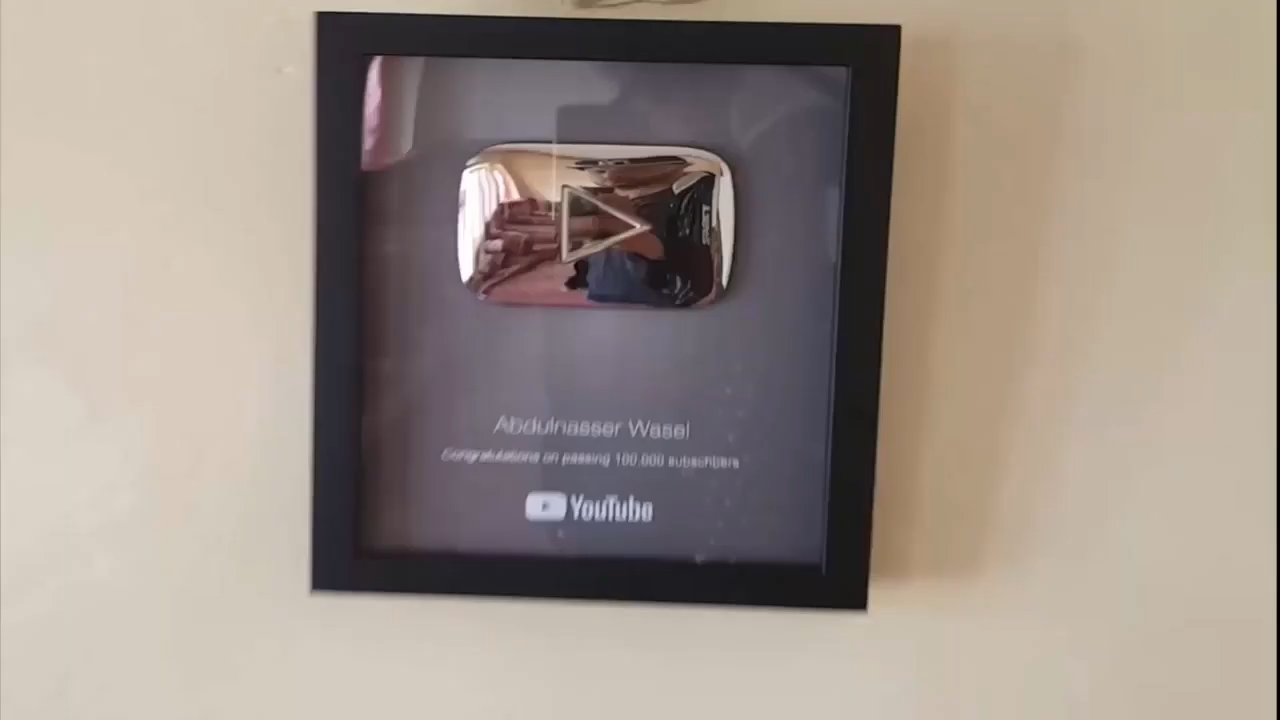 Abdulnasser Wasel
Congratulations on passing 100,000 subscribers
YouTube